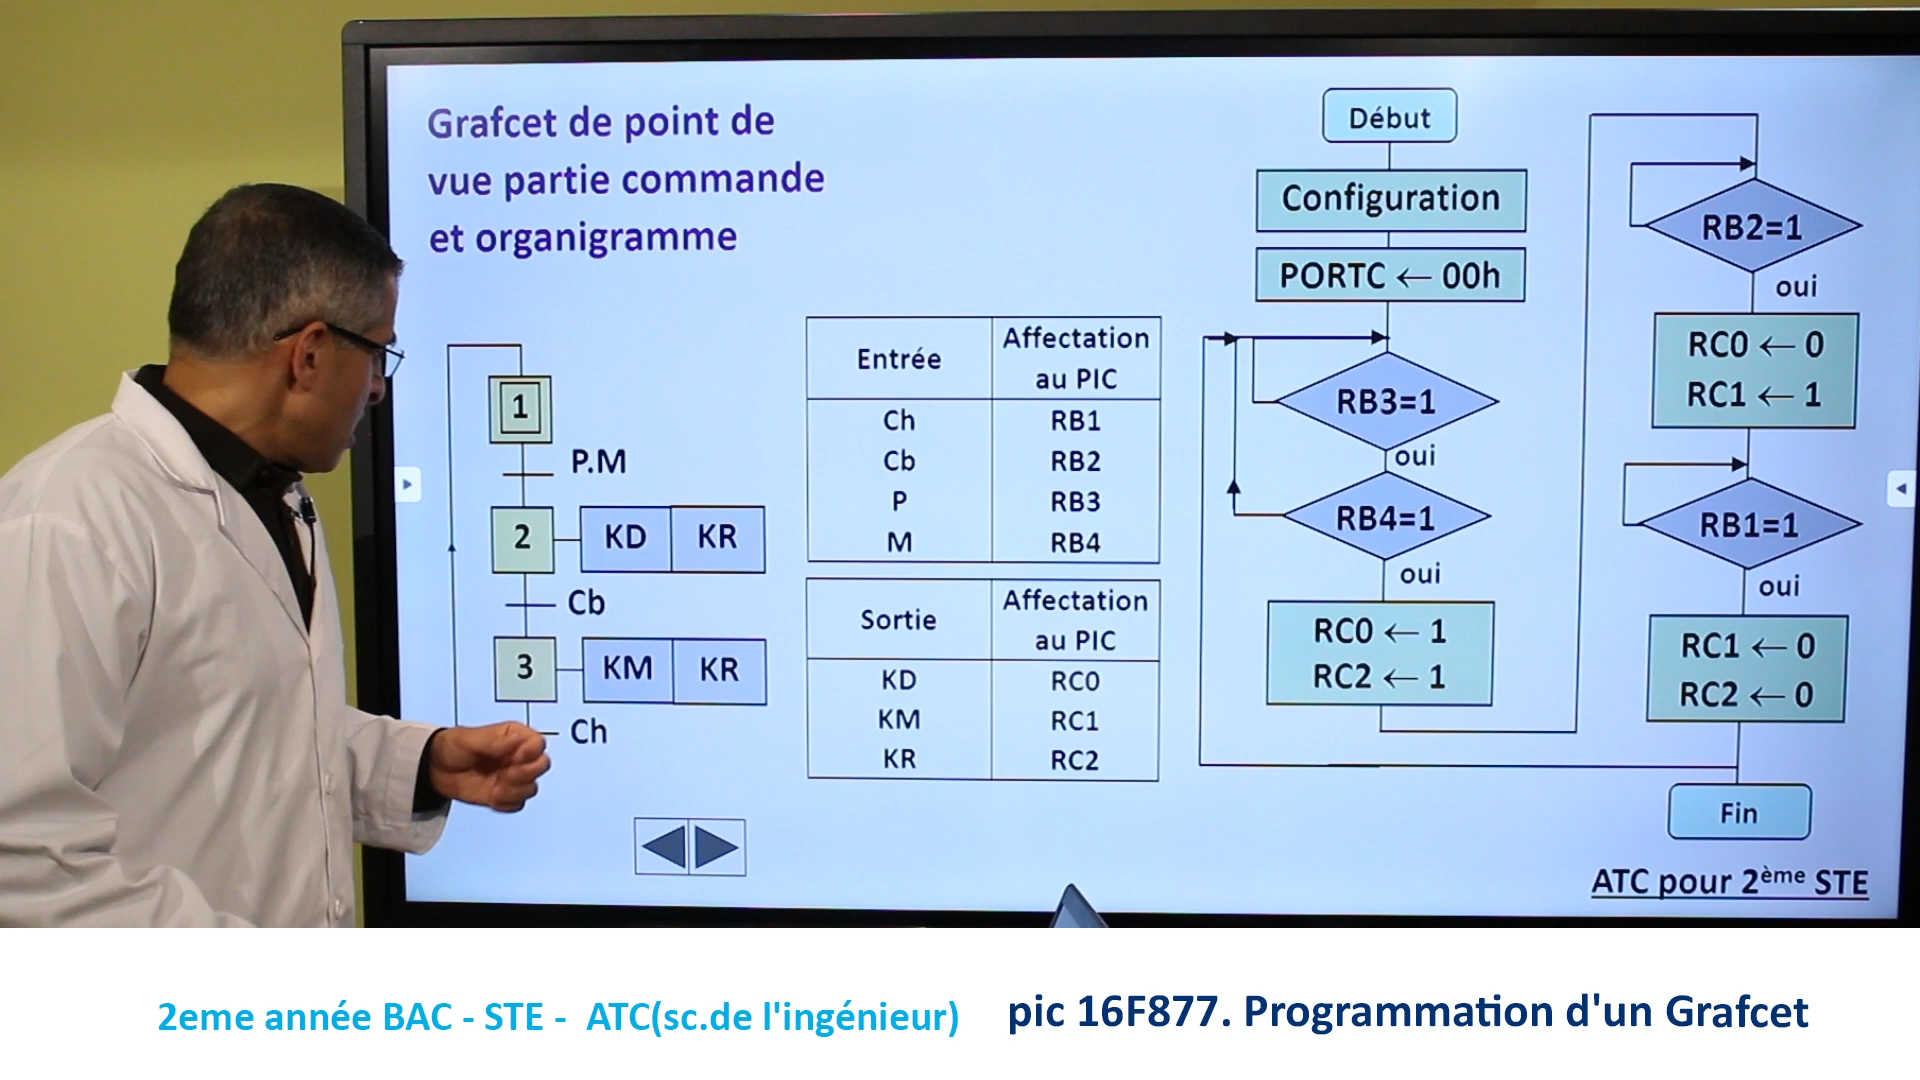 Grafcet de point de
vue partie commande
et organigramme
1
P.M
2
KD KR
Cb
3
KM KR
Ch
Entrée Affectation au PIC
Ch RB1
Cb RB2
P RB3
M RB4
Sortie Affectation au PIC
KD RC0
KM RC1
KR RC2
Début
Configuration
PORTC ← 00h
RB3=1
oui
RB4=1
oui
RC0 ← 1
RC2 ← 1
RB2=1
oui
RC0 ← 0
RC1 ← 1
RB1=1
oui
RC1 ← 0
RC2 ← 0
Fin
ATC pour 2ème STE
2eme année BAC - STE - ATC(sc.de l'ingénieur)
pic 16F877. Programmation d'un Grafcet